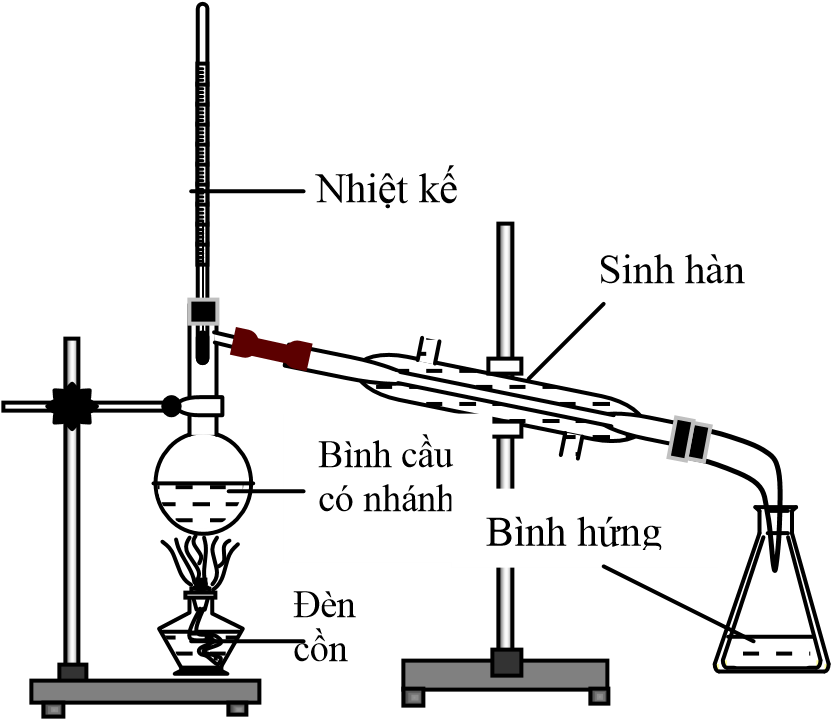 Nhiệt kế
Sinh hàn
Bình cầu
có nhánh
Bình hứng
Đèn
cồn